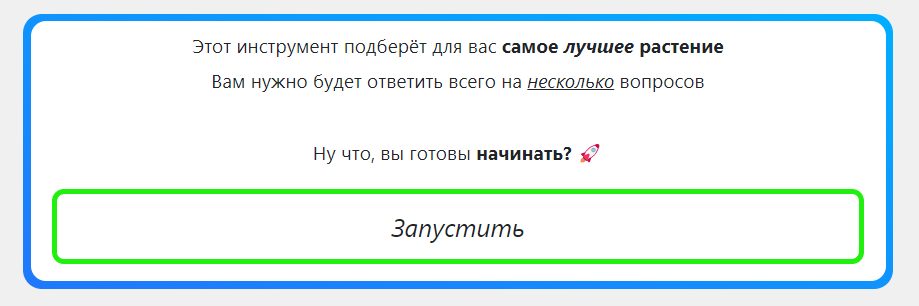 Этот инструмент подберёт для вас самое лучшее растение
Вам нужно будет ответить всего на несколько вопросов
Ну что, вы готовы начинать? 🚀
Запустить